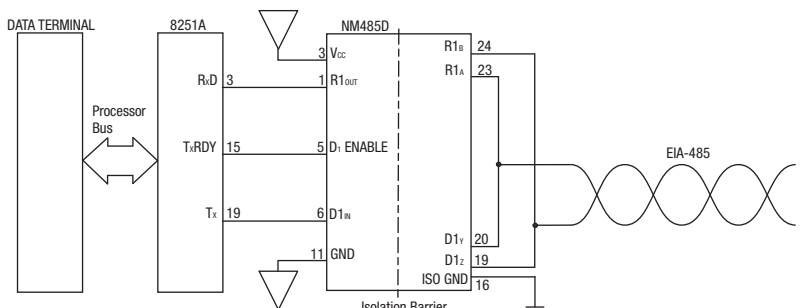 DATA TERMINAL
8251A
NM485D
3 VCC
R1B 24
R1A 23
RXD 3
1 R1OUT
Processor
Bus
TXRDY 15
5 D1 ENABLE
EIA-485
TX 19
6 D1IN
D1Y 20
11 GND
D1Z 19
ISO GND
16
Isolation Barrier